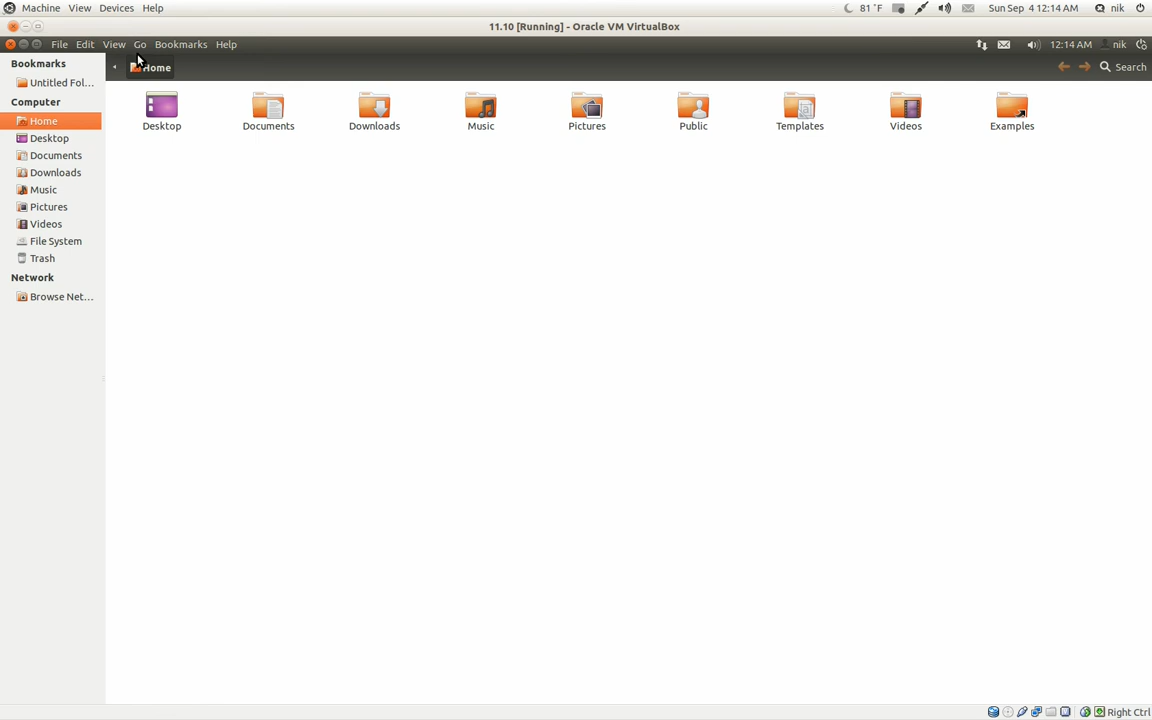 Machine View Devices Help 81 °F Sun Sep 4 12:14 AM nik
11.10 [Running] - Oracle VM VirtualBox
File Edit View Go Bookmarks Help 12:14 AM nik
Bookmarks
Home Search
Untitled Fol...
Computer
Home
Desktop
Documents
Downloads
Music
Pictures
Videos
File System
Trash
Network
Browse Net...
Desktop Documents Downloads Music Pictures Public Templates Videos Examples
Right Ctrl